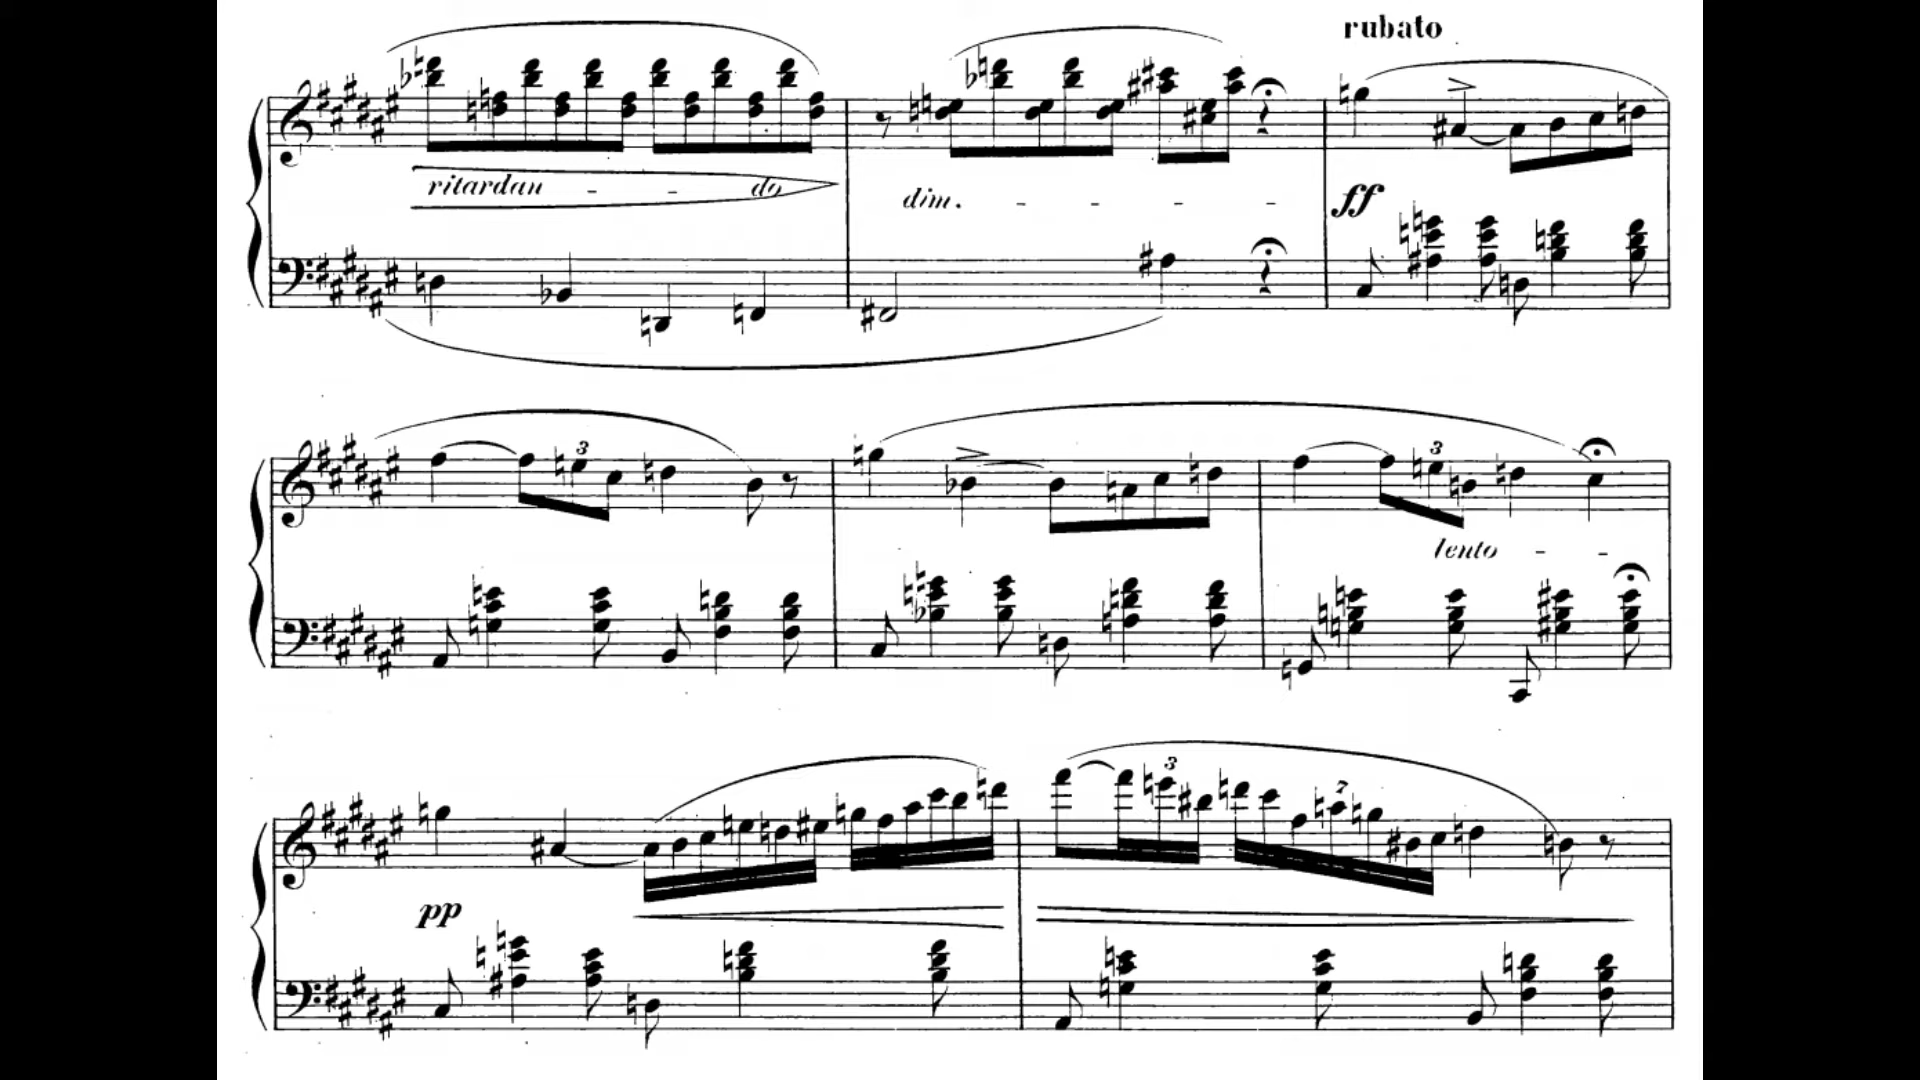 rubato
ritardan - - do
dim. - - - -
ff
3
3
lento - -
3
7
pp